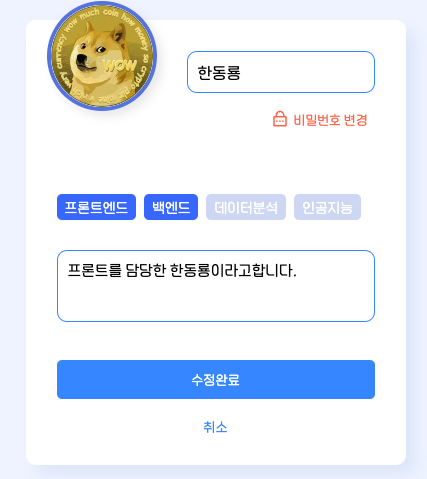 wow much coin how money so crypto
very currency
wow
한동룡
비밀번호 변경
프론트엔드 백엔드 데이터분석 인공지능
프론트를 담당한 한동룡이라고합니다.
수정완료
취소